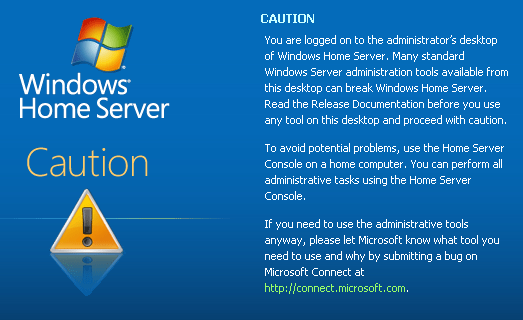 Windows®
Home Server
Caution
CAUTION
You are logged on to the administrator's desktop
of Windows Home Server. Many standard
Windows Server administration tools available from
this desktop can break Windows Home Server.
Read the Release Documentation before you use
any tool on this desktop and proceed with caution.
To avoid potential problems, use the Home Server
Console on a home computer. You can perform all
administrative tasks using the Home Server
Console.
If you need to use the administrative tools
anyway, please let Microsoft know what tool you
need to use and why by submitting a bug on
Microsoft Connect at
http://connect.microsoft.com.